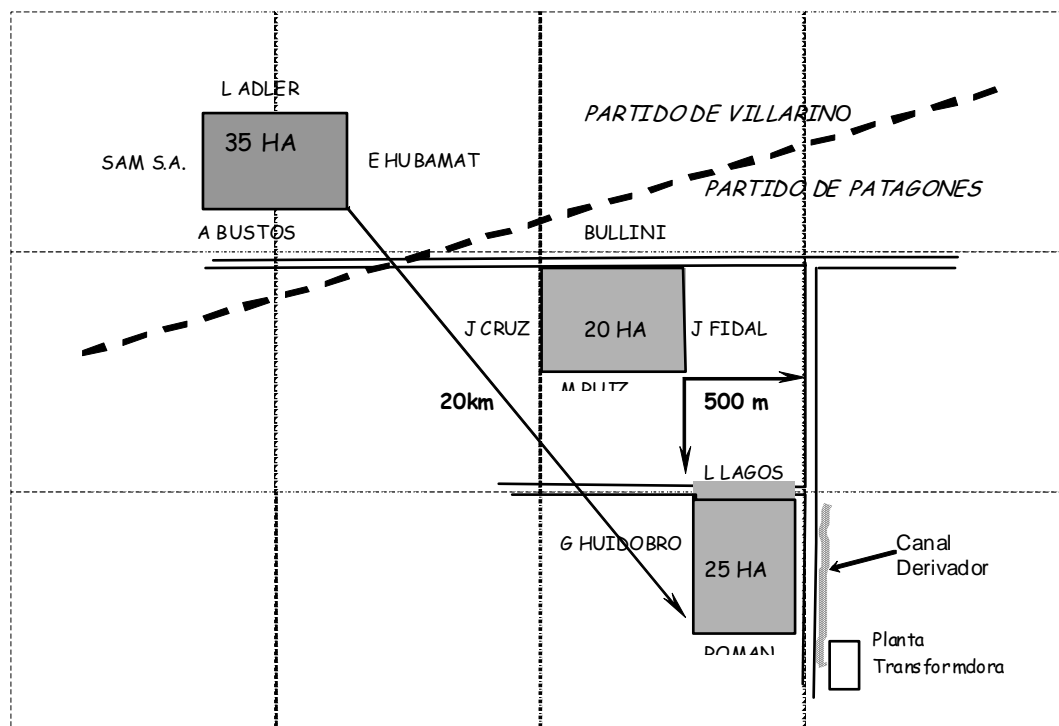 L ADLER
PARTIDO DE VILLARINO
35 HA
SAM S.A.
E HUBAMAT
PARTIDO DE PATAGONES
A BUSTOS
BULLINI
J CRUZ
20 HA
J FIDAL
20km
500 m
L LAGOS
G HUIDOBRO
25 HA
Canal
Derivador
Planta
Transformdora